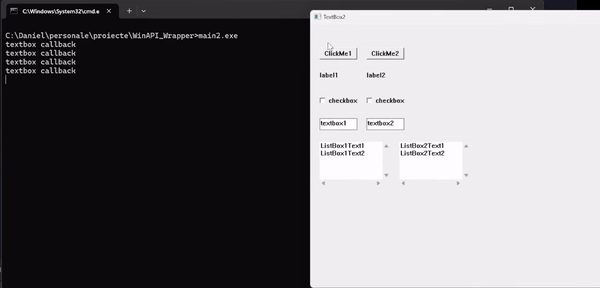 C:\Windows\System32\cmd.e
C:\Daniel\personale\proiecte\WinAPI_Wrapper>main2.exe
textbox callback
textbox callback
textbox callback
textbox callback
TextBox2
ClickMe1 ClickMe2
label1 label2
checkbox checkbox
textbox1 textbox2
ListBox1Text1 ListBox2Text1
ListBox1Text2 ListBox2Text2